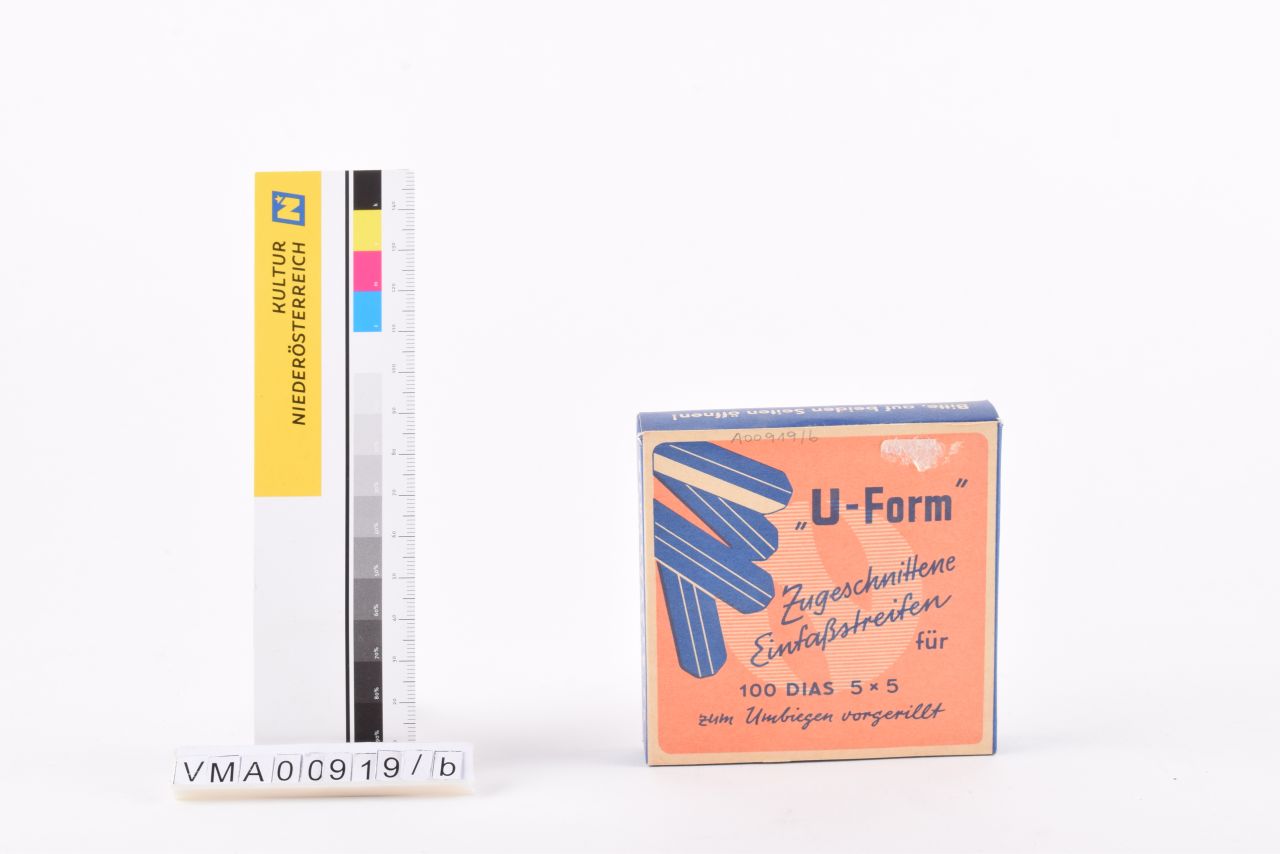 KULTUR
NIEDERÖSTERREICH
VMA00919/b
Bitte, auf beiden Seiten öffnen!
A00919/b
„U-Form”
Zugeschnittene
Einfaßstreifen
für
100 DIAS 5×5
zum Umbiegen vorgerillt